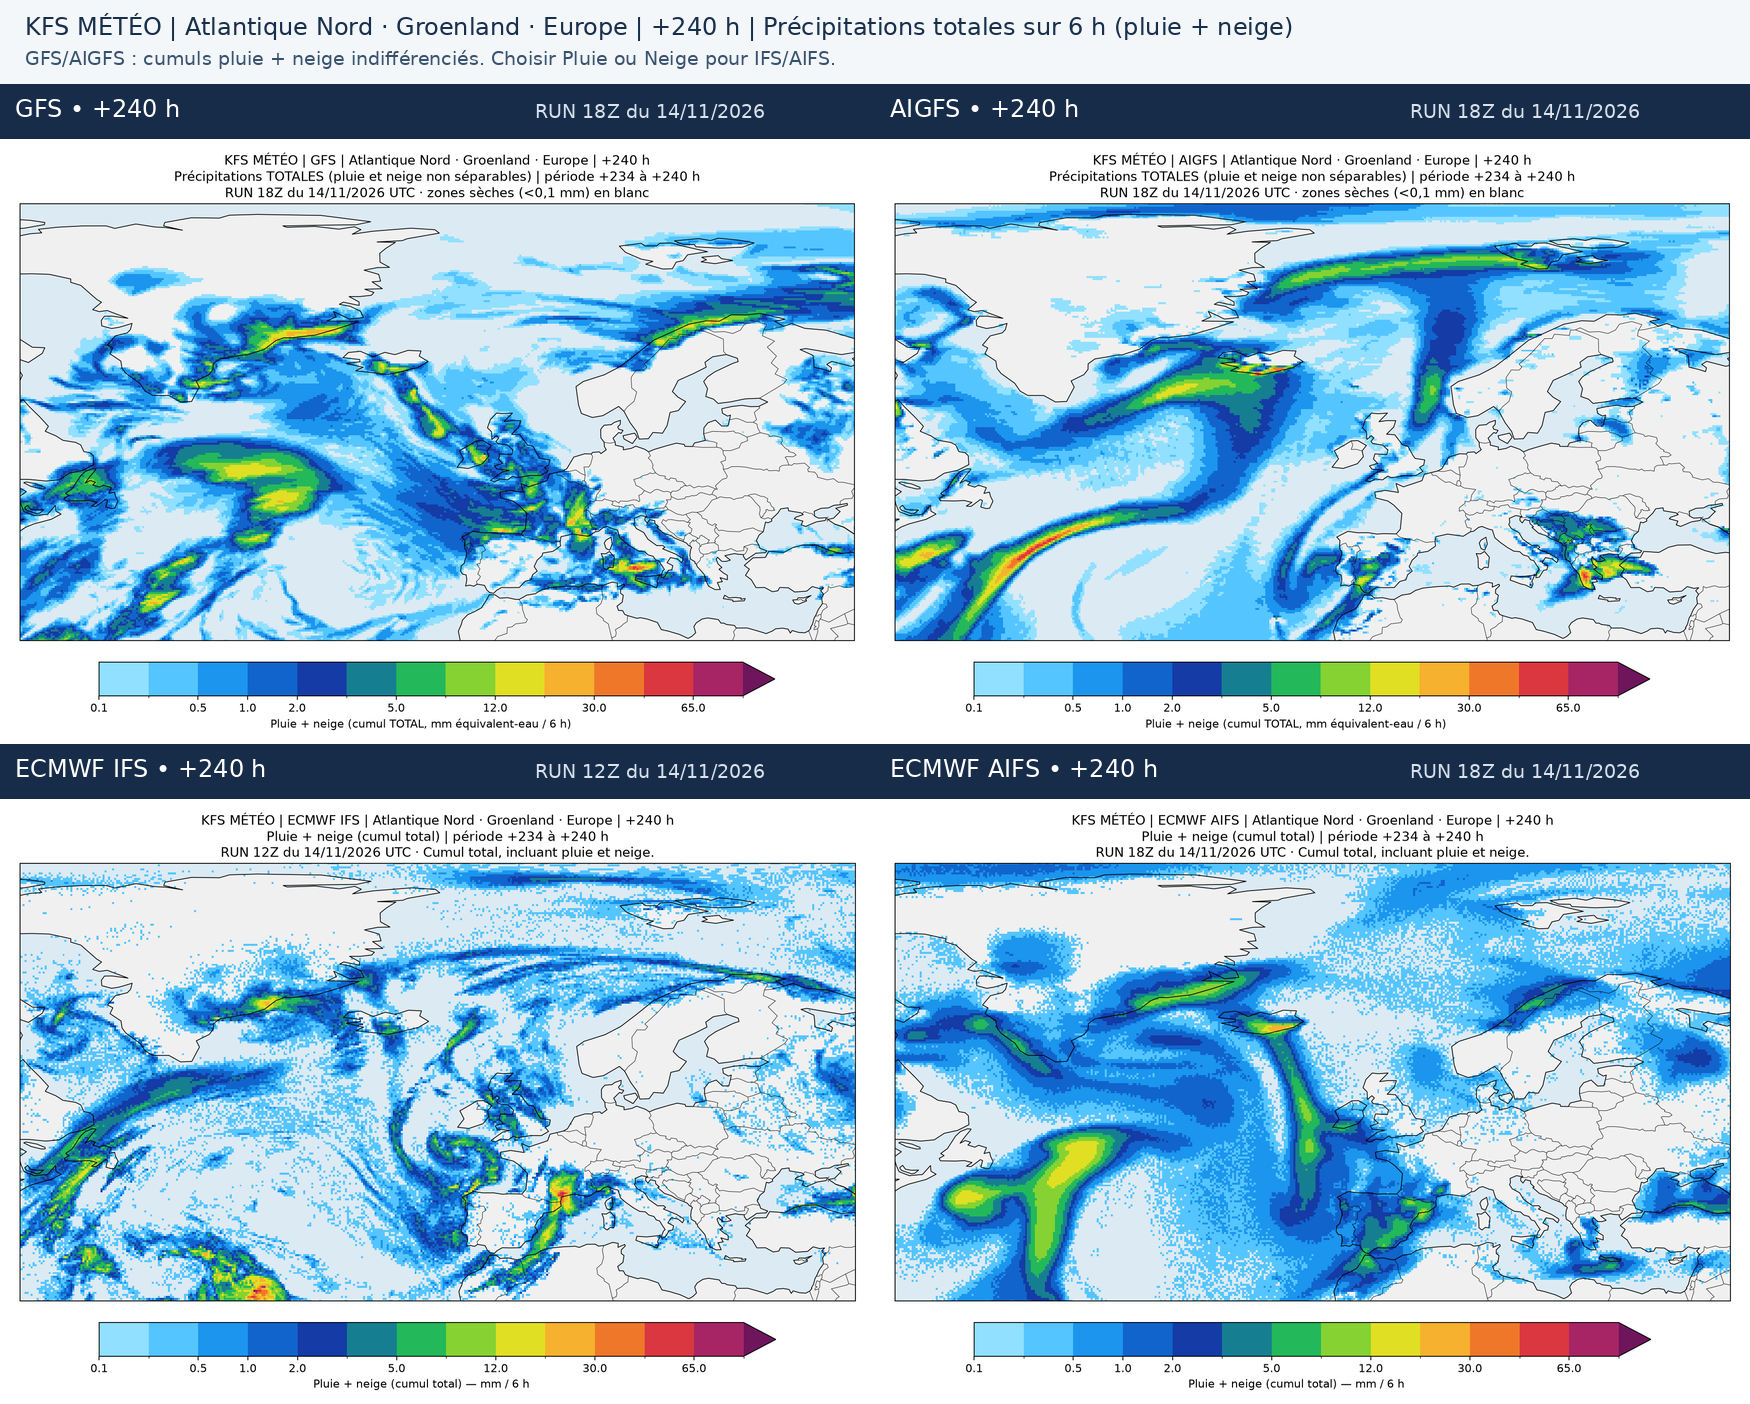 KFS MÉTÉO | Atlantique Nord · Groenland · Europe | +240 h | Précipitations totales sur 6 h (pluie + neige)
GFS/AIGFS : cumuls pluie + neige indifférenciés. Choisir Pluie ou Neige pour IFS/AIFS.
GFS • +240 h RUN 18Z du 14/11/2026
KFS MÉTÉO | GFS | Atlantique Nord · Groenland · Europe | +240 h
Précipitations TOTALES (pluie et neige non séparables) | période +234 à +240 h
RUN 18Z du 14/11/2026 UTC · zones sèches (<0,1 mm) en blanc
0.1 0.5 1.0 2.0 5.0 12.0 30.0 65.0
Pluie + neige (cumul TOTAL, mm équivalent-eau / 6 h)
AIGFS • +240 h RUN 18Z du 14/11/2026
KFS MÉTÉO | AIGFS | Atlantique Nord · Groenland · Europe | +240 h
Précipitations TOTALES (pluie et neige non séparables) | période +234 à +240 h
RUN 18Z du 14/11/2026 UTC · zones sèches (<0,1 mm) en blanc
0.1 0.5 1.0 2.0 5.0 12.0 30.0 65.0
Pluie + neige (cumul TOTAL, mm équivalent-eau / 6 h)
ECMWF IFS • +240 h RUN 12Z du 14/11/2026
KFS MÉTÉO | ECMWF IFS | Atlantique Nord · Groenland · Europe | +240 h
Pluie + neige (cumul total) | période +234 à +240 h
RUN 12Z du 14/11/2026 UTC · Cumul total, incluant pluie et neige.
0.1 0.5 1.0 2.0 5.0 12.0 30.0 65.0
Pluie + neige (cumul total) — mm / 6 h
ECMWF AIFS • +240 h RUN 18Z du 14/11/2026
KFS MÉTÉO | ECMWF AIFS | Atlantique Nord · Groenland · Europe | +240 h
Pluie + neige (cumul total) | période +234 à +240 h
RUN 18Z du 14/11/2026 UTC · Cumul total, incluant pluie et neige.
0.1 0.5 1.0 2.0 5.0 12.0 30.0 65.0
Pluie + neige (cumul total) — mm / 6 h